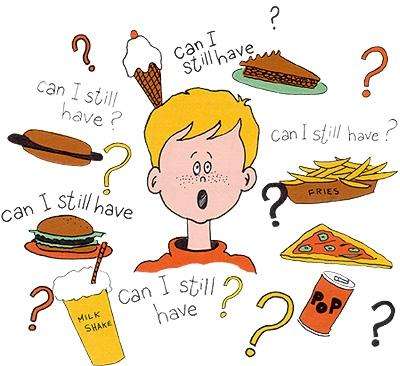 can I
still have
can I still
have ?
can I still have ?
FRIES
can I still have
can I still
have
MILK
SHAKE
POP